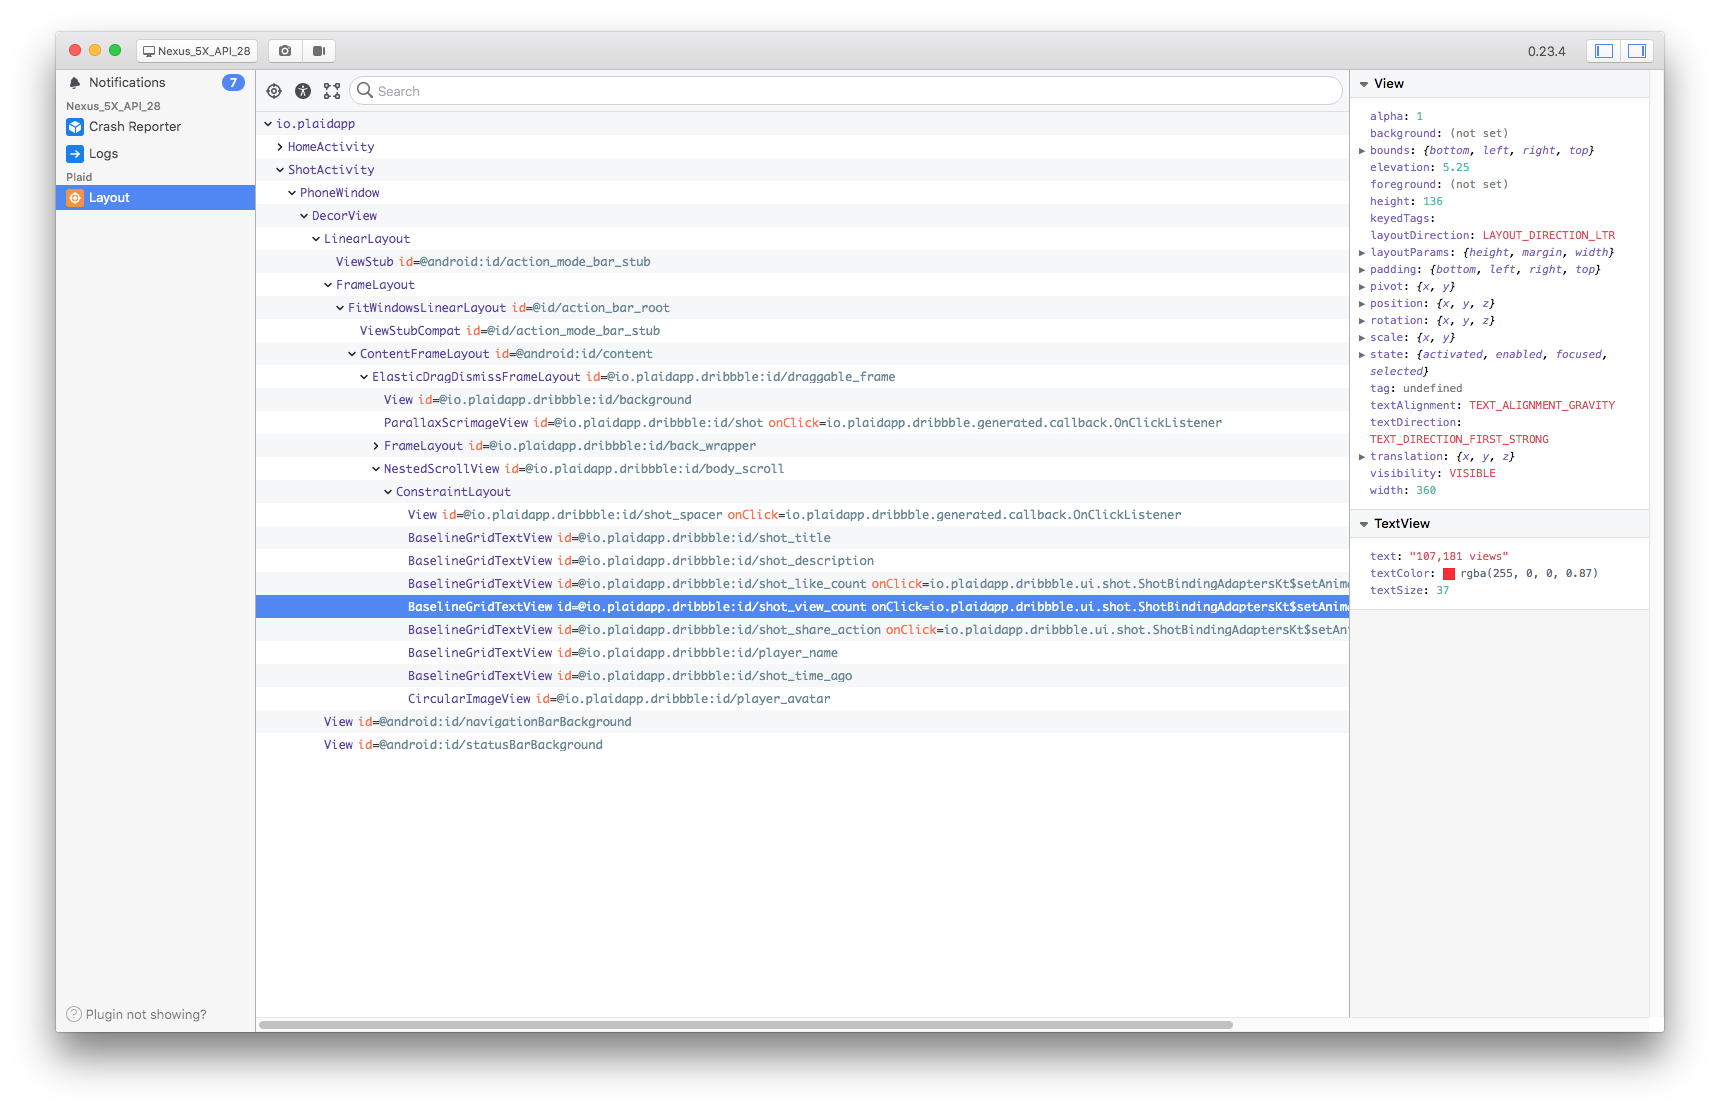 Nexus_5X_API_28
0.23.4
Notifications
7
Nexus_5X_API_28
Crash Reporter
Logs
Plaid
Layout
Plugin not showing?
Search
io.plaidapp
HomeActivity
ShotActivity
PhoneWindow
DecorView
LinearLayout
ViewStub id=@android:id/action_mode_bar_stub
FrameLayout
FitWindowsLinearLayout id=@id/action_bar_root
ViewStubCompat id=@id/action_mode_bar_stub
ContentFrameLayout id=@android:id/content
ElasticDragDismissFrameLayout id=@io.plaidapp.dribbble:id/draggable_frame
View id=@io.plaidapp.dribbble:id/background
ParallaxScrimageView id=@io.plaidapp.dribbble:id/shot onClick=io.plaidapp.dribbble.generated.callback.OnClickListener
FrameLayout id=@io.plaidapp.dribbble:id/back_wrapper
NestedScrollView id=@io.plaidapp.dribbble:id/body_scroll
ConstraintLayout
View id=@io.plaidapp.dribbble:id/shot_spacer onClick=io.plaidapp.dribbble.generated.callback.OnClickListener
BaselineGridTextView id=@io.plaidapp.dribbble:id/shot_title
BaselineGridTextView id=@io.plaidapp.dribbble:id/shot_description
BaselineGridTextView id=@io.plaidapp.dribbble:id/shot_like_count onClick=io.plaidapp.dribbble.ui.shot.ShotBindingAdaptersKt$setAnim
BaselineGridTextView id=@io.plaidapp.dribbble:id/shot_view_count onClick=io.plaidapp.dribbble.ui.shot.ShotBindingAdaptersKt$setAnim
BaselineGridTextView id=@io.plaidapp.dribbble:id/shot_share_action onClick=io.plaidapp.dribbble.ui.shot.ShotBindingAdaptersKt$setAn
BaselineGridTextView id=@io.plaidapp.dribbble:id/player_name
BaselineGridTextView id=@io.plaidapp.dribbble:id/shot_time_ago
CircularImageView id=@io.plaidapp.dribbble:id/player_avatar
View id=@android:id/navigationBarBackground
View id=@android:id/statusBarBackground
View
alpha: 1
background: (not set)
bounds: {bottom, left, right, top}
elevation: 5.25
foreground: (not set)
height: 136
keyedTags:
layoutDirection: LAYOUT_DIRECTION_LTR
layoutParams: {height, margin, width}
padding: {bottom, left, right, top}
pivot: {x, y}
position: {x, y, z}
rotation: {x, y, z}
scale: {x, y}
state: {activated, enabled, focused,
selected}
tag: undefined
textAlignment: TEXT_ALIGNMENT_GRAVITY
textDirection:
TEXT_DIRECTION_FIRST_STRONG
translation: {x, y, z}
visibility: VISIBLE
width: 360
TextView
text: "107,181 views"
textColor: rgba(255, 0, 0, 0.87)
textSize: 37